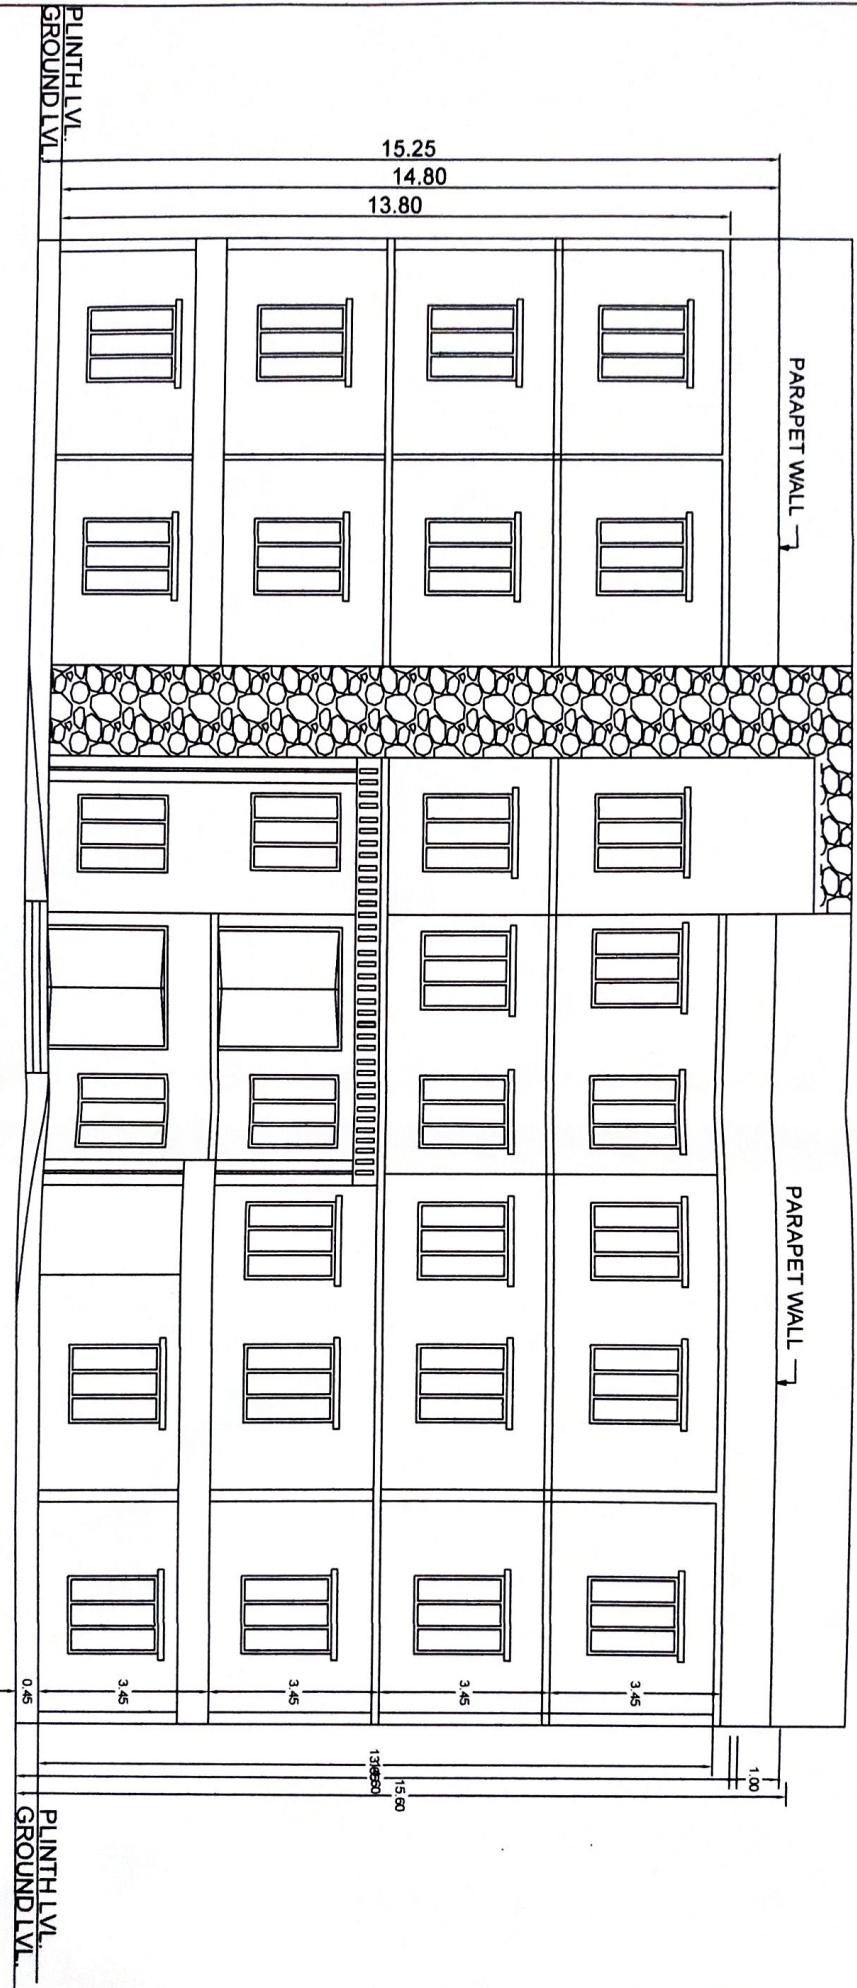 PARAPET WALL
PARAPET WALL
15.25
14.80
13.80
1.00
3.45
3.45
3.45
3.45
0.45
15.60
PLINTH LVL.
GROUND LVL.
PLINTH LVL.
GROUND LVL.